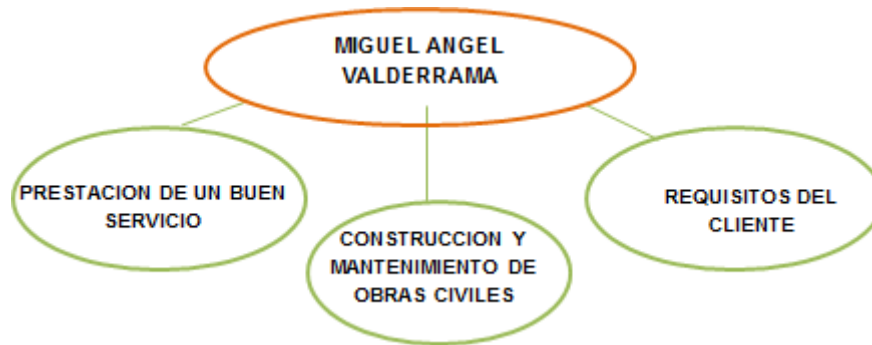 MIGUEL ANGEL
VALDERRAMA
PRESTACION DE UN BUEN
SERVICIO
CONSTRUCCION Y
MANTENIMIENTO DE
OBRAS CIVILES
REQUISITOS DEL
CLIENTE